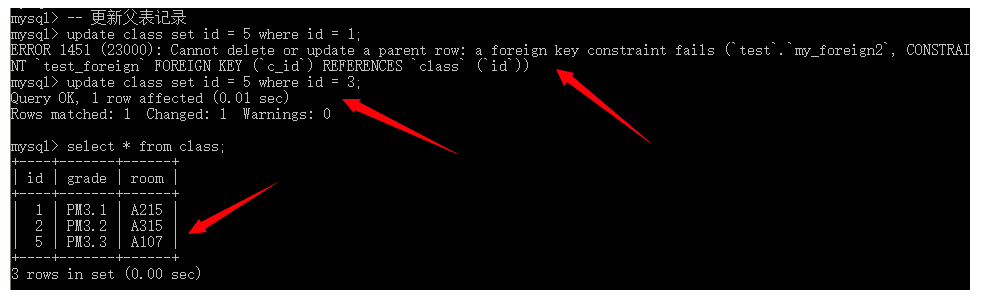 mysql> -- 更新父表记录
mysql> update class set id = 5 where id = 1;
ERROR 1451 (23000): Cannot delete or update a parent row: a foreign key constraint fails (`test`.`my_foreign2`, CONSTRAI
NT `test_foreign` FOREIGN KEY (`c_id`) REFERENCES `class` (`id`))
mysql> update class set id = 5 where id = 3;
Query OK, 1 row affected (0.01 sec)
Rows matched: 1  Changed: 1  Warnings: 0
mysql> select * from class;
+----+-------+------+
| id | grade | room |
+----+-------+------+
|  1 | PM3.1 | A215 |
|  2 | PM3.2 | A315 |
|  5 | PM3.3 | A107 |
+----+-------+------+
3 rows in set (0.00 sec)